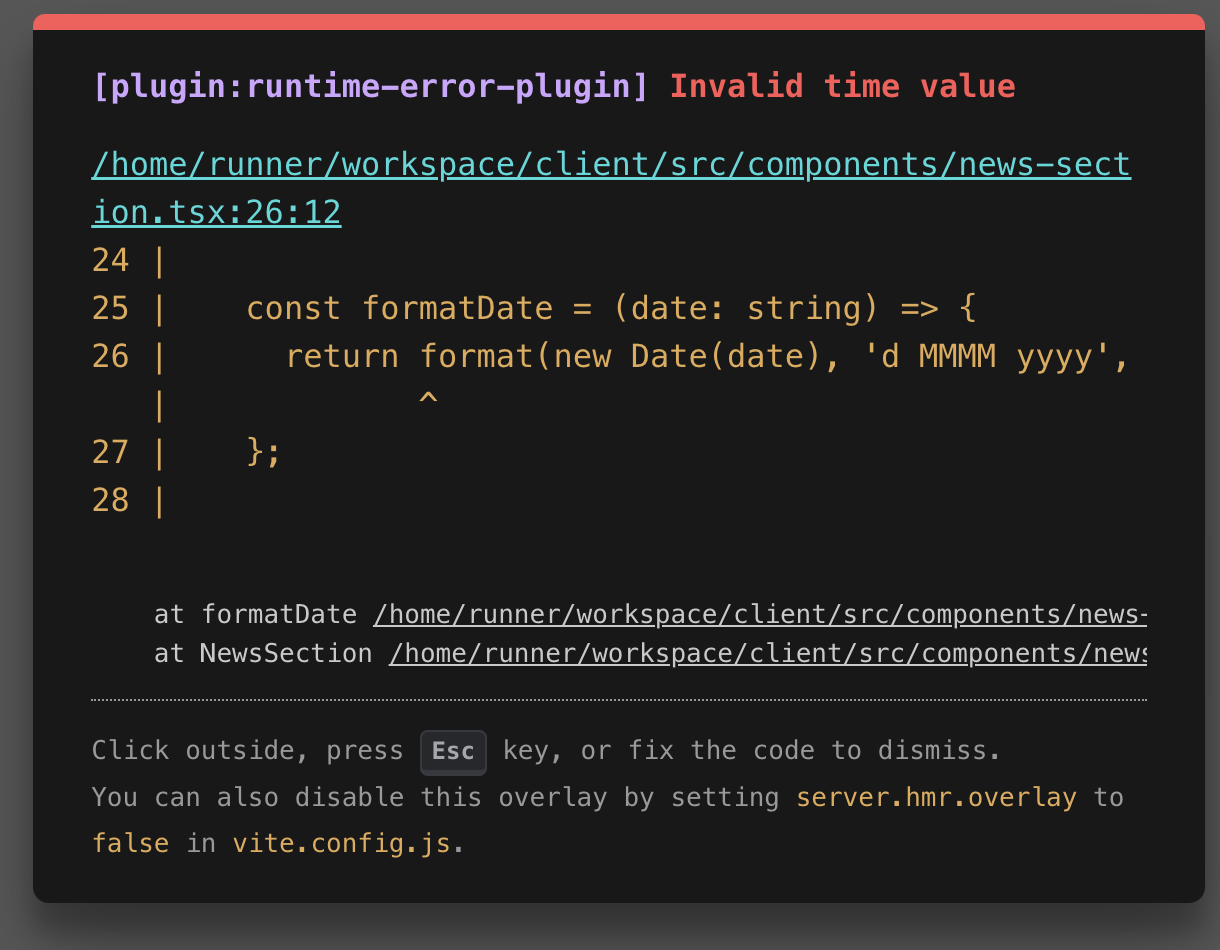 [plugin:runtime-error-plugin] Invalid time value
/home/runner/workspace/client/src/components/news-sect
ion.tsx:26:12
24 |
25 |    const formatDate = (date: string) => {
26 |      return format(new Date(date), 'd MMMM yyyy',
   |             ^
27 |    };
28 |
at formatDate /home/runner/workspace/client/src/components/news-
at NewsSection /home/runner/workspace/client/src/components/news
Click outside, press Esc key, or fix the code to dismiss.
You can also disable this overlay by setting server.hmr.overlay to
false in vite.config.js.